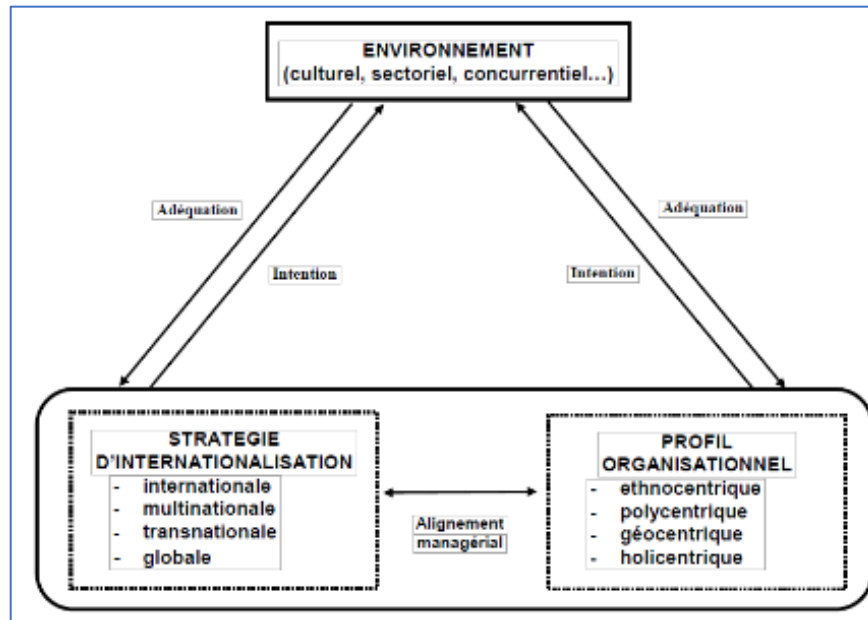 ENVIRONNEMENT
(culturel, sectoriel, concurrentiel…)
Adéquation
Adéquation
Intention
Intention
STRATEGIE
D'INTERNATIONALISATION
- internationale
- multinationale
- transnationale
- globale
Alignement
managérial
PROFIL
ORGANISATIONNEL
- ethnocentrique
- polycentrique
- géocentrique
- holicentrique